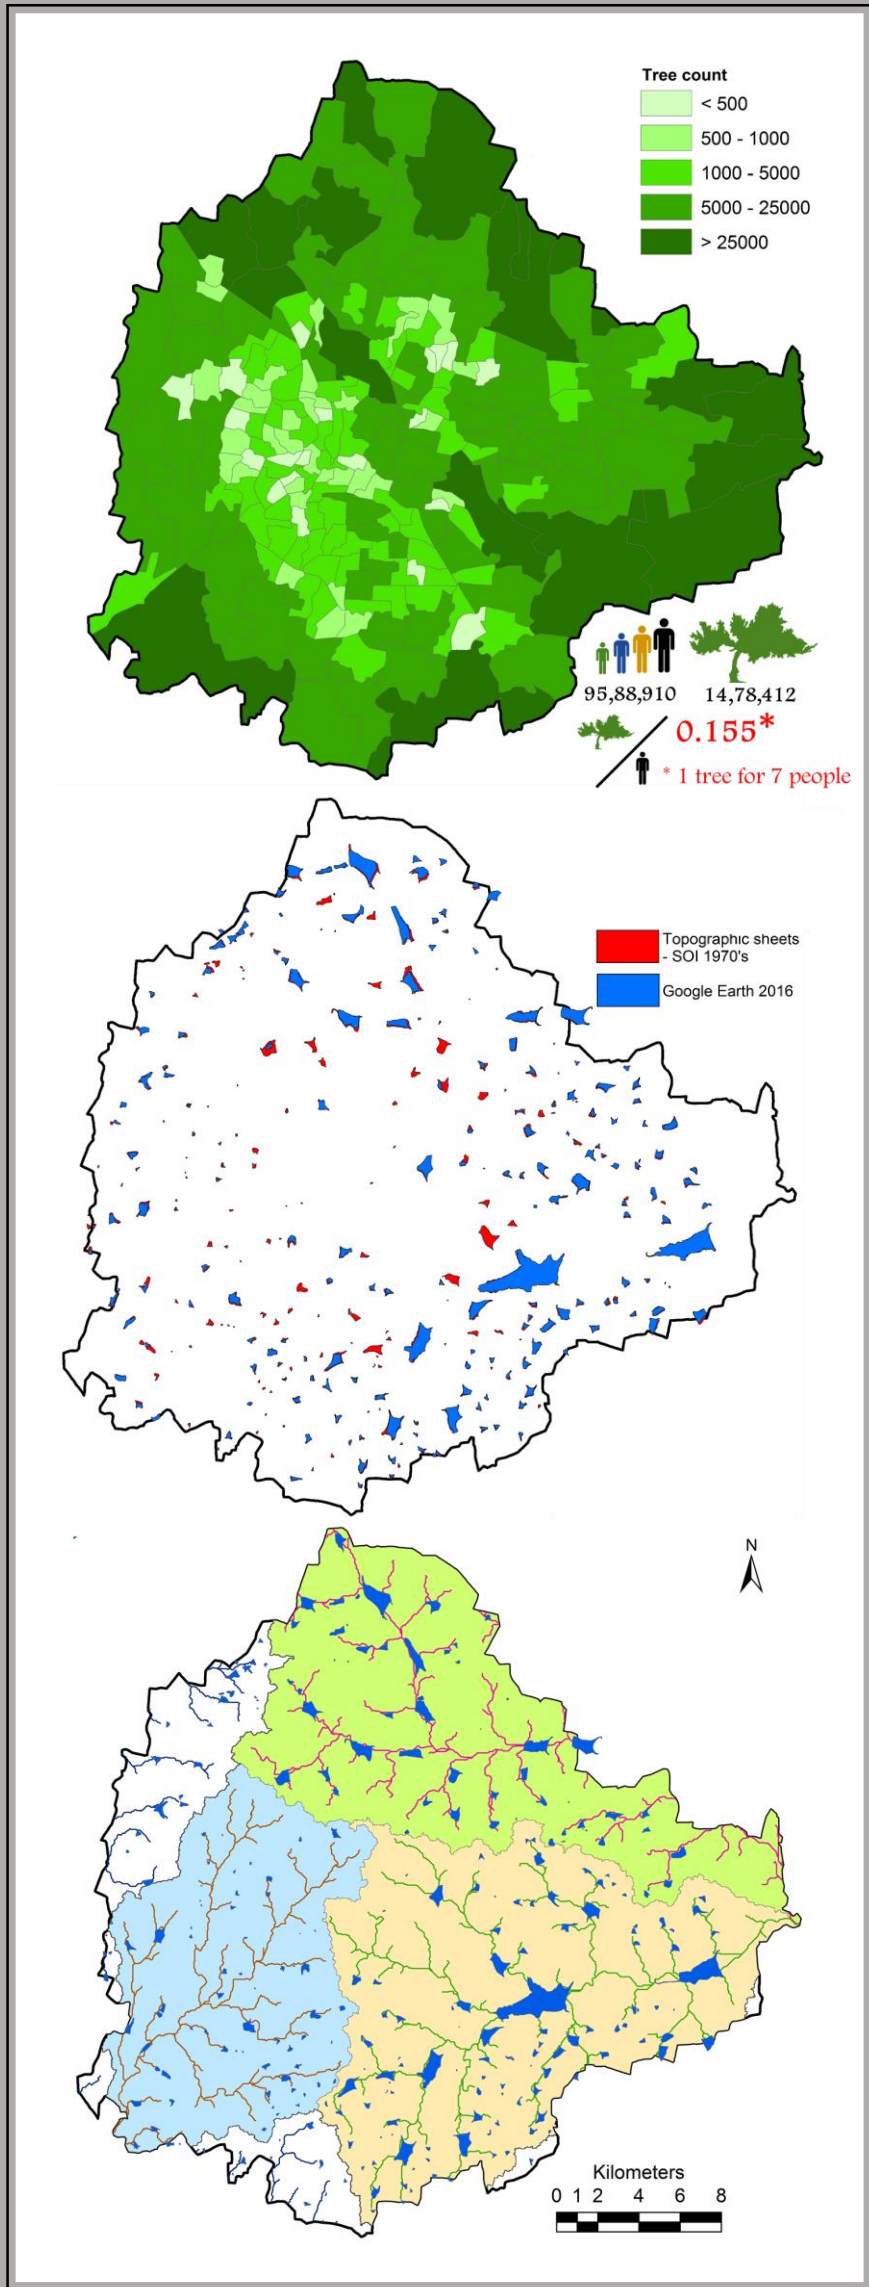 Tree count
< 500
500 - 1000
1000 - 5000
5000 - 25000
> 25000
95,88,910
14,78,412
0.155*
* 1 tree for 7 people
Topographic sheets
- SOI 1970's
Google Earth 2016
N
Kilometers
0 1 2 4 6 8